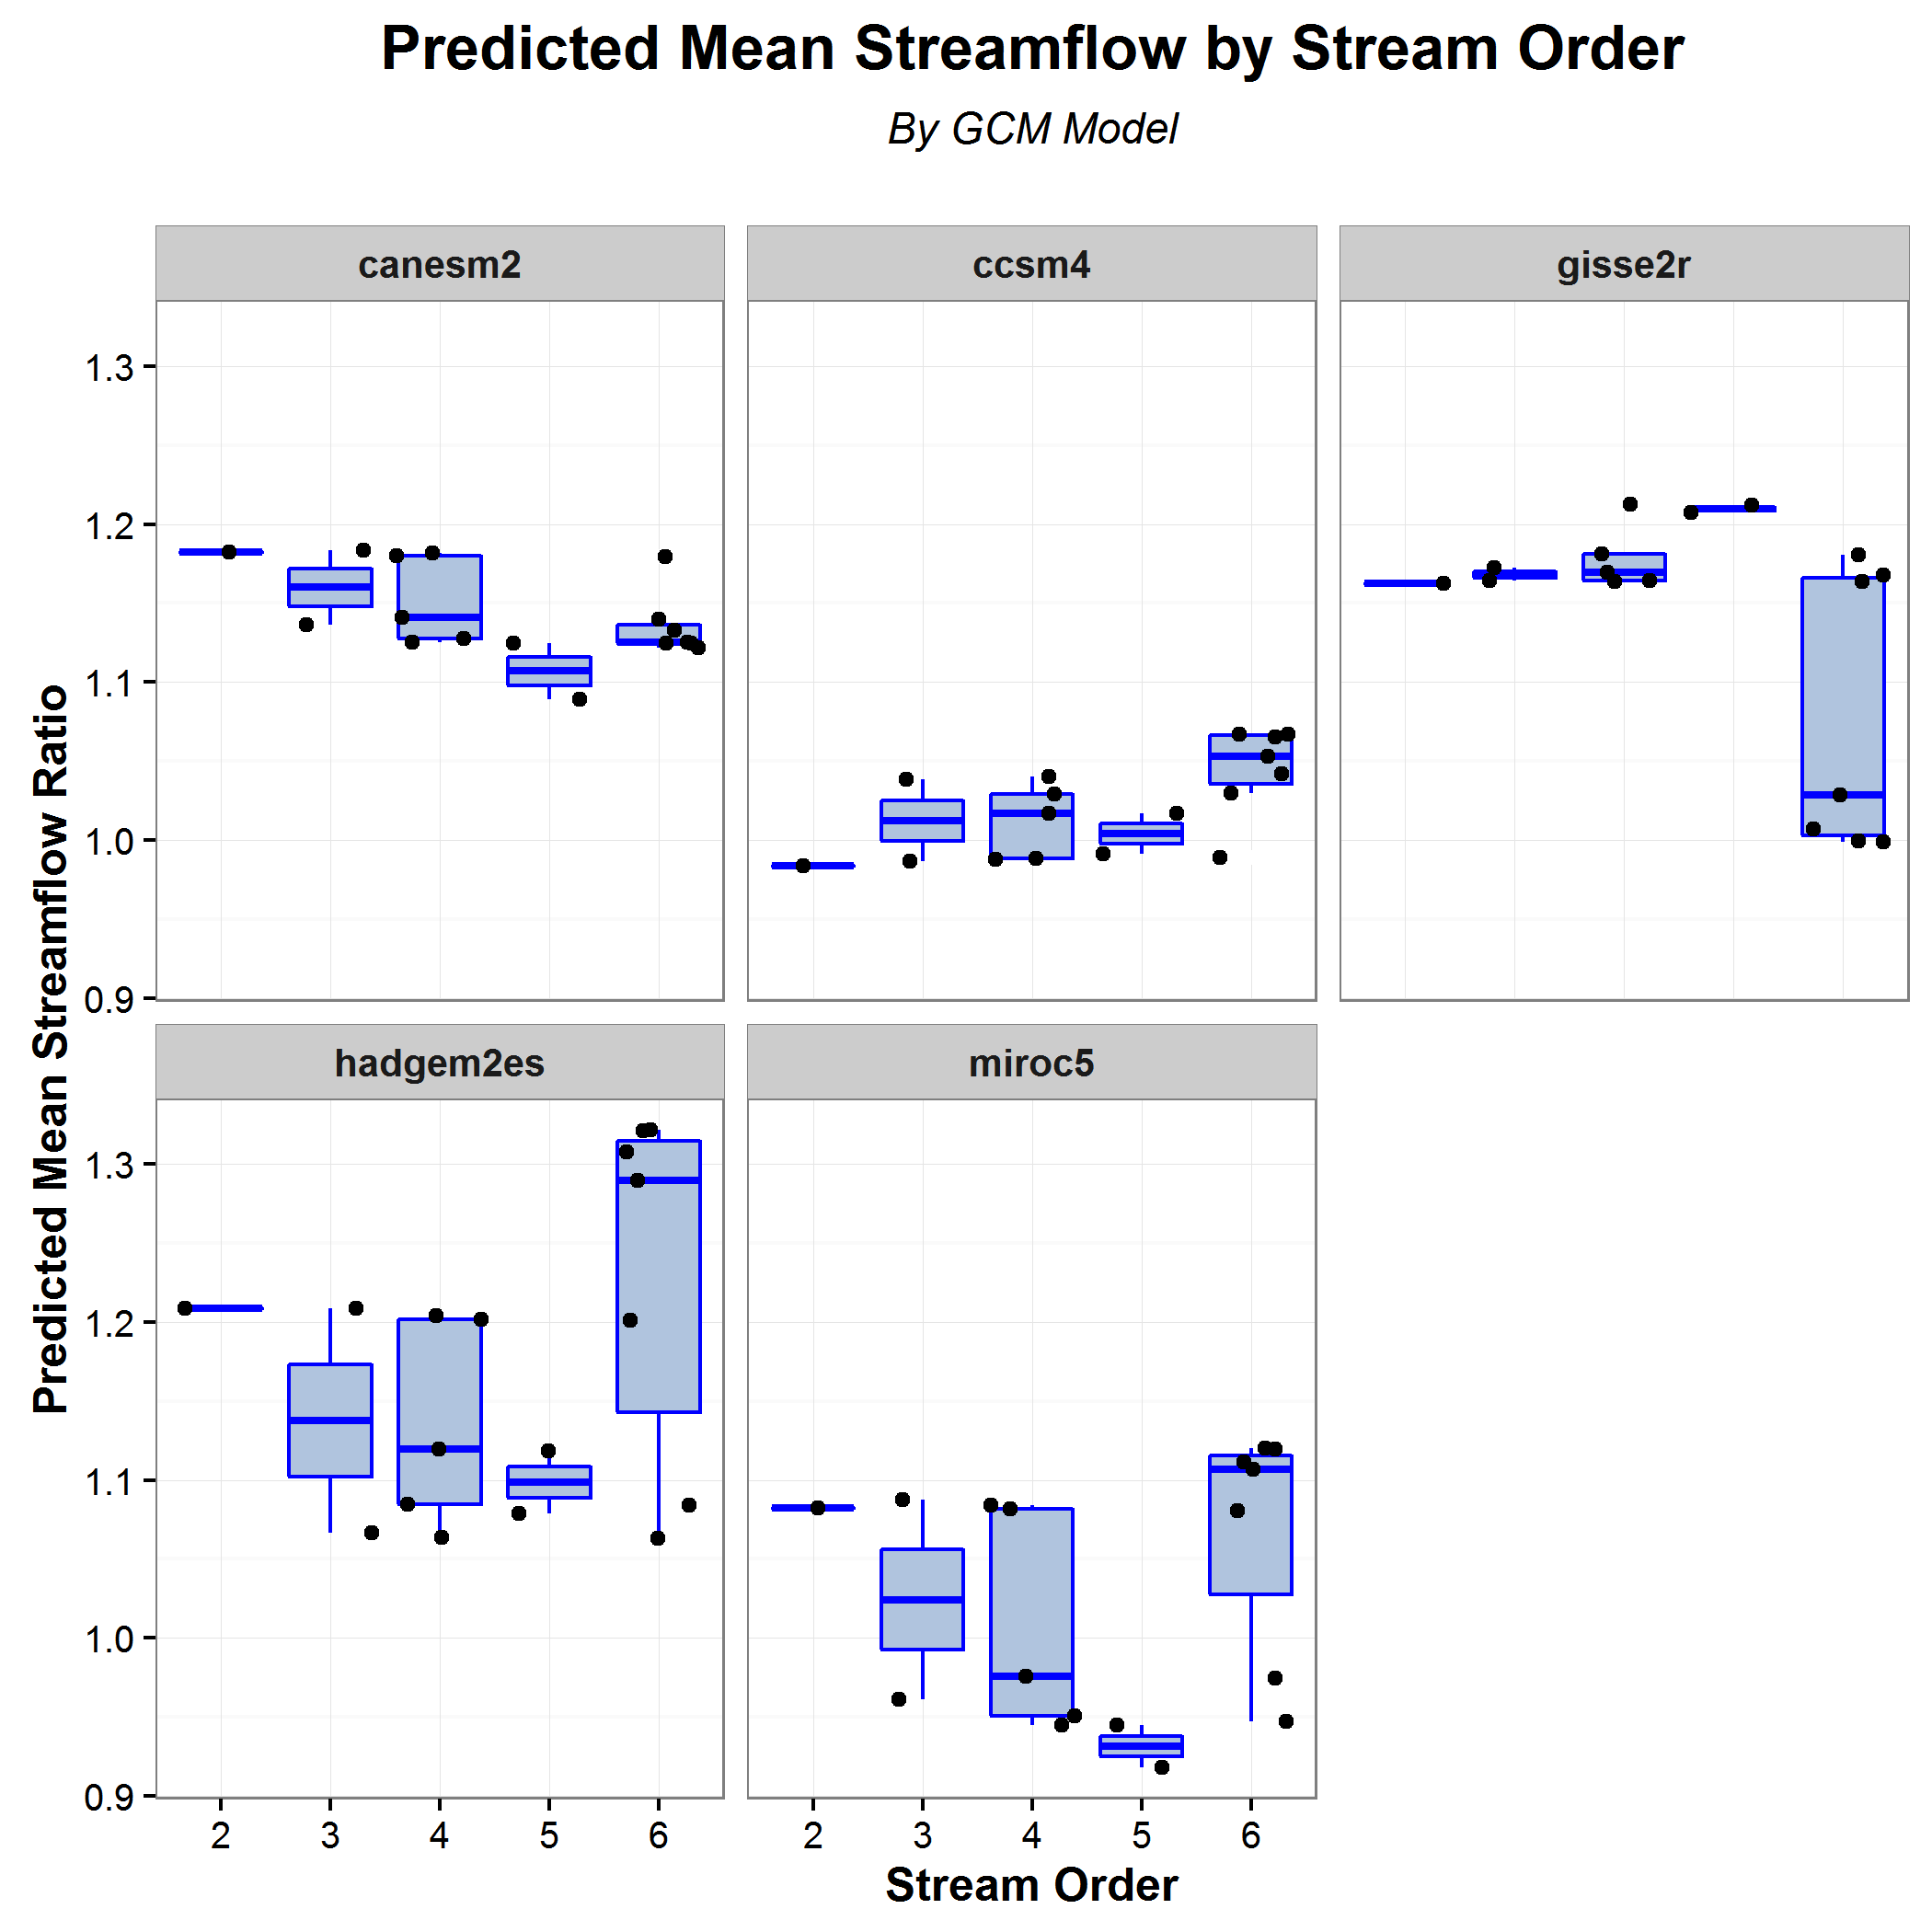 Predicted Mean Streamflow by Stream Order
By GCM Model
canesm2
ccsm4
gisse2r
1.3
1.2
1.1
1.0
0.9
Predicted Mean Streamflow Ratio
hadgem2es
miroc5
1.3
1.2
1.1
1.0
0.9
2 3 4 5 6
2 3 4 5 6
Stream Order